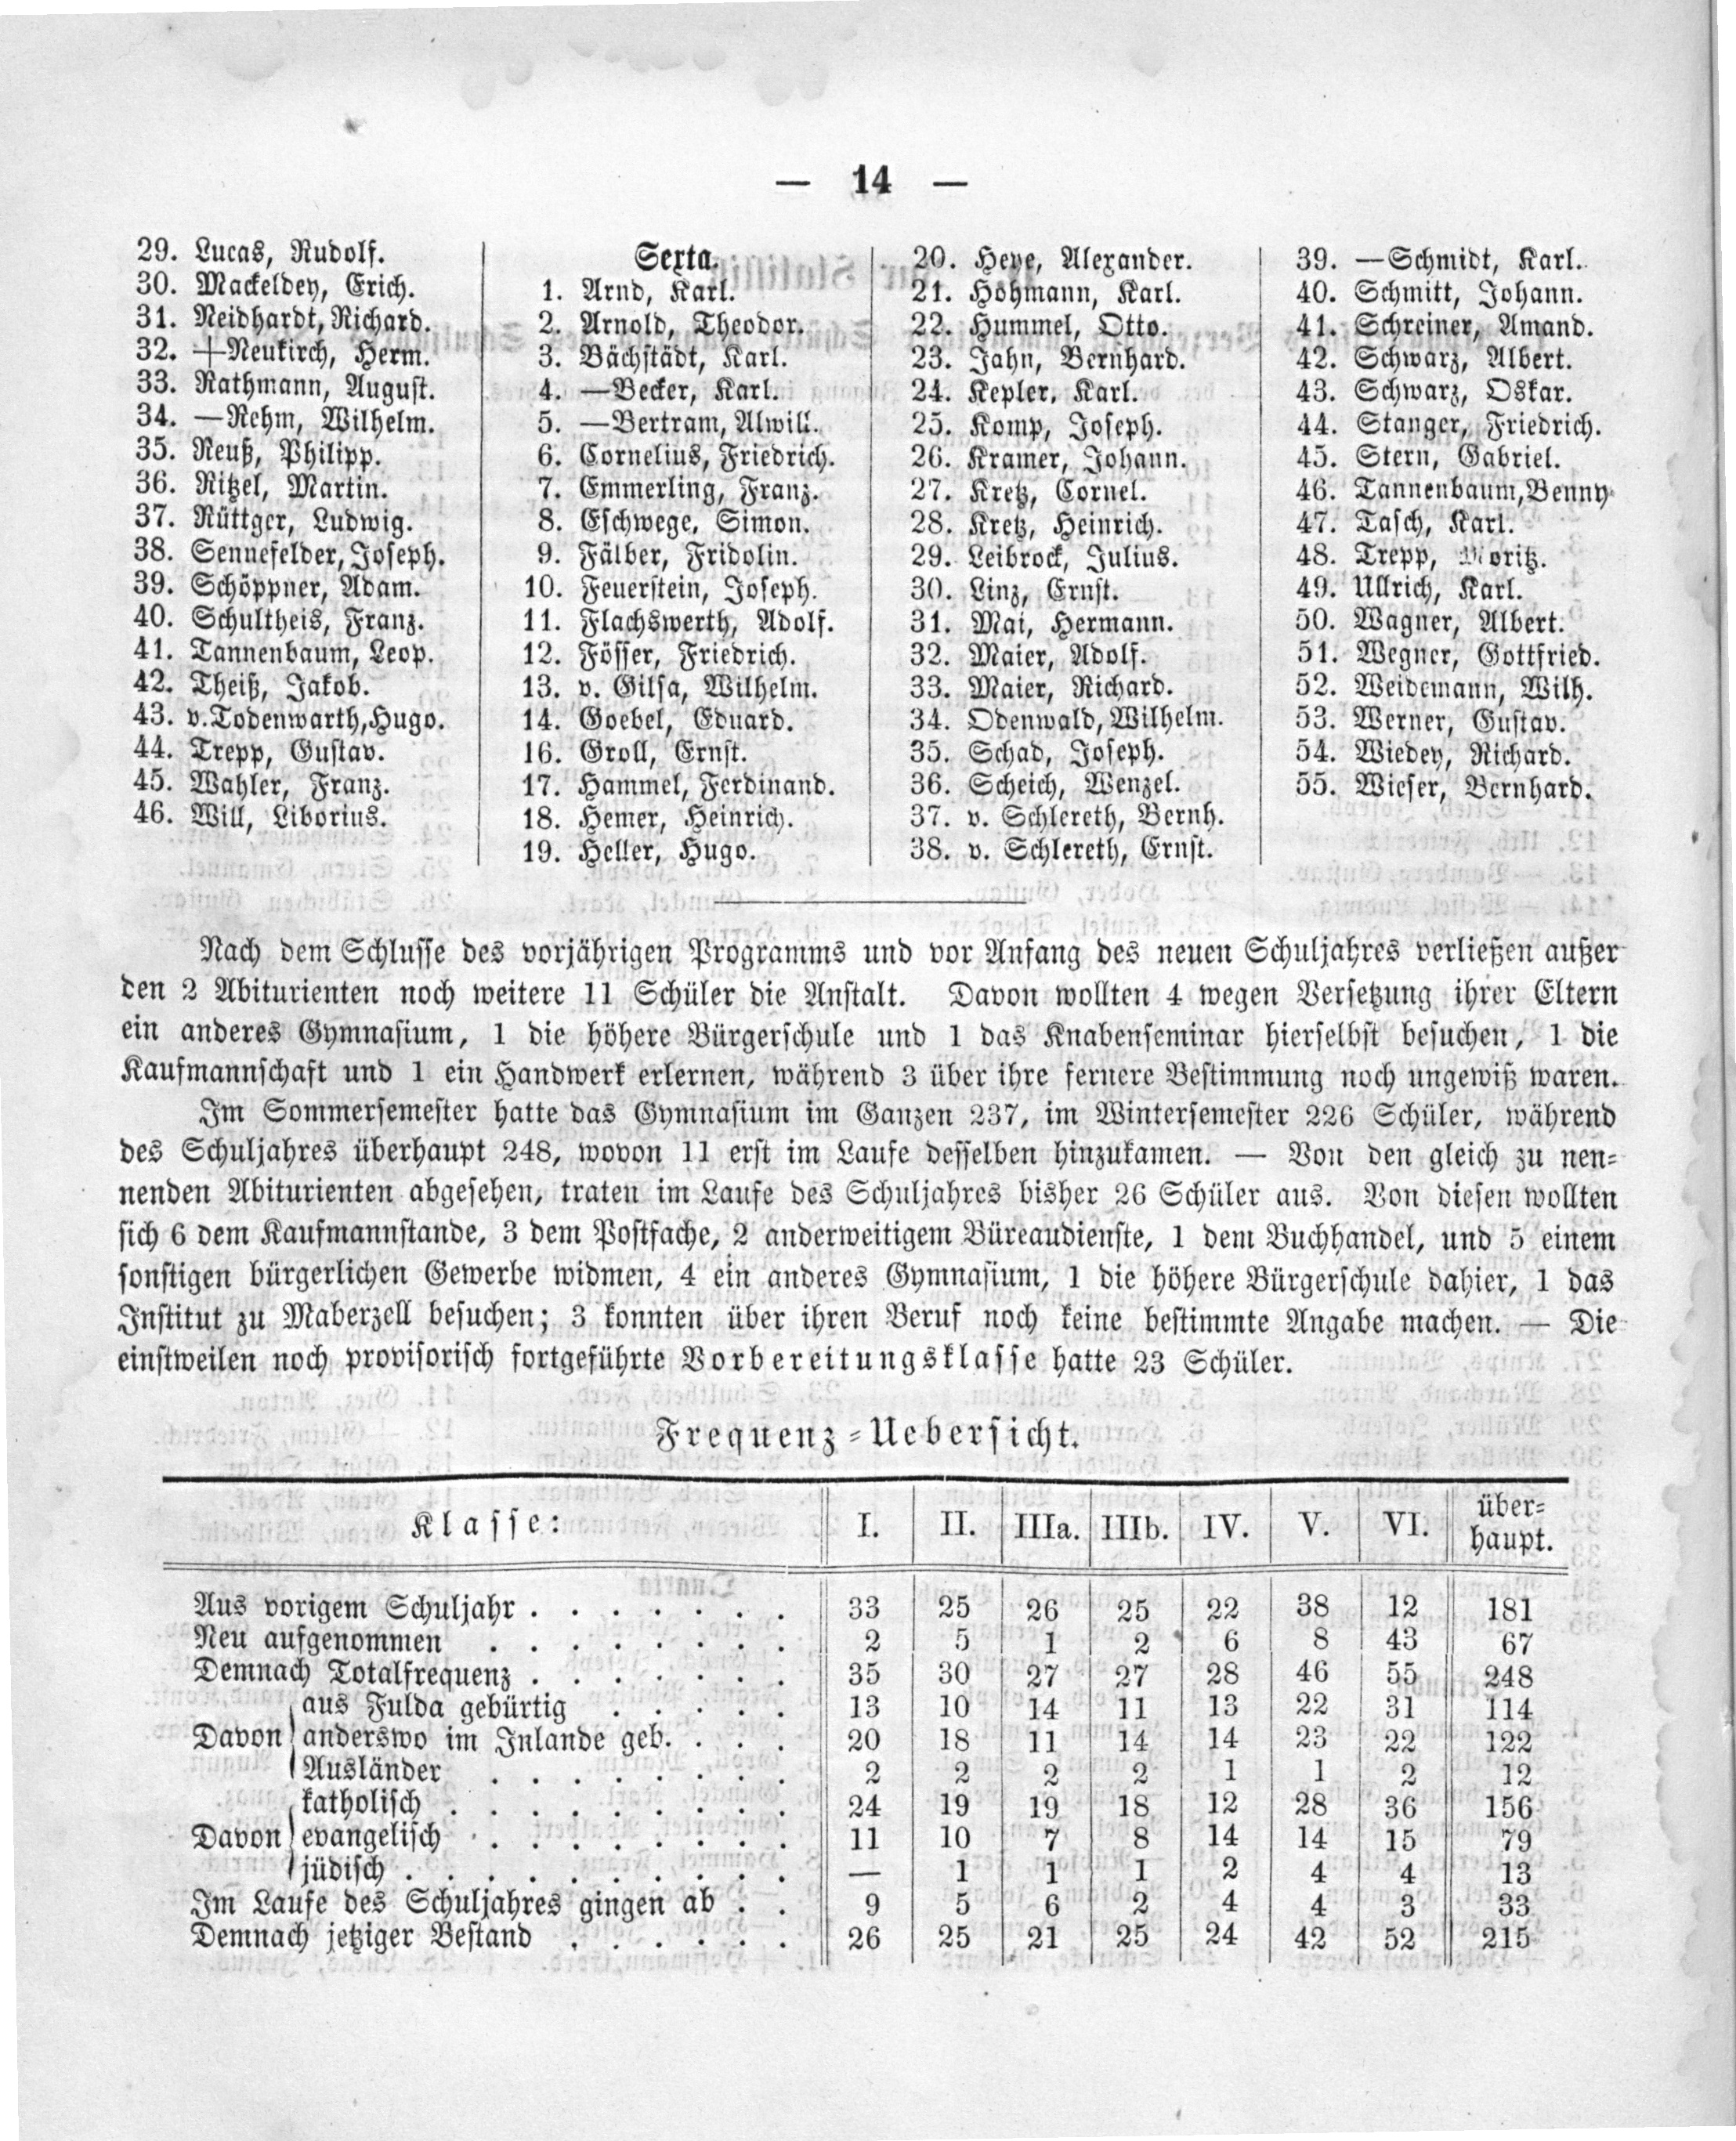 — 14 —
29. Lucas, Rudolf.
30. Mackeldey, Erich.
31. Neidhardt, Richard.
32. +Neukirch, Herm.
33. Rathmann, August.
34. —Rehm, Wilhelm.
35. Reuß, Philipp.
36. Ritzel, Martin.
37. Rüttger, Ludwig.
38. Sennefelder, Joseph.
39. Schöppner, Adam.
40. Schultheis, Franz.
41. Tannenbaum, Leop.
42. Theiß, Jakob.
43. v. Todenwarth, Hugo.
44. Trepp, Gustav.
45. Wahler, Franz.
46. Will, Liborius.
Sexta.
1. Arnd, Karl.
2. Arnold, Theodor.
3. Bächstädt, Karl.
4. —Becker, Karl.
5. —Bertram, Alwill.
6. Cornelius, Friedrich.
7. Emmerling, Franz.
8. Eschwege, Simon.
9. Fälber, Fridolin.
10. Feuerstein, Joseph.
11. Flachswerth, Adolf.
12. Fösser, Friedrich.
13. v. Gilsa, Wilhelm.
14. Goebel, Eduard.
16. Groll, Ernst.
17. Hammel, Ferdinand.
18. Hemer, Heinrich.
19. Heller, Hugo.
20. Heye, Alexander.
21. Hohmann, Karl.
22. Hummel, Otto.
23. Jahn, Bernhard.
24. Kepler, Karl.
25. Komp, Joseph.
26. Kramer, Johann.
27. Kretz, Cornel.
28. Kretz, Heinrich.
29. Leibrock, Julius.
30. Linz, Ernst.
31. Mai, Hermann.
32. Maier, Adolf.
33. Maier, Richard.
34. Odenwald, Wilhelm.
35. Schad, Joseph.
36. Scheich, Wenzel.
37. v. Schlereth, Bernh.
38. v. Schlereth, Ernst.
39. —Schmidt, Karl.
40. Schmitt, Johann.
41. Schreiner, Amand.
42. Schwarz, Albert.
43. Schwarz, Oskar.
44. Stanger, Friedrich.
45. Stern, Gabriel.
46. Tannenbaum, Benny
47. Tasch, Karl.
48. Trepp, Moritz.
49. Ullrich, Karl.
50. Wagner, Albert.
51. Wegner, Gottfried.
52. Weidemann, Wilh.
53. Werner, Gustav.
54. Wiedey, Richard.
55. Wieser, Bernhard.
Nach dem Schlusse des vorjährigen Programms und vor Anfang des neuen Schuljahres verließen außer
den 2 Abiturienten noch weitere 11 Schüler die Anstalt. Davon wollten 4 wegen Versetzung ihrer Eltern
ein anderes Gymnasium, 1 die höhere Bürgerschule und 1 das Knabenseminar hierselbst besuchen, 1 die
Kaufmannschaft und 1 ein Handwerk erlernen, während 3 über ihre fernere Bestimmung noch ungewiß waren.
Im Sommersemester hatte das Gymnasium im Ganzen 237, im Wintersemester 226 Schüler, während
des Schuljahres überhaupt 248, wovon 11 erst im Laufe desselben hinzukamen. — Von den gleich zu nen=
nenden Abiturienten abgesehen, traten im Laufe des Schuljahres bisher 26 Schüler aus. Von diesen wollten
sich 6 dem Kaufmannstande, 3 dem Postfache, 2 anderweitigem Büreaudienste, 1 dem Buchhandel, und 5 einem
sonstigen bürgerlichen Gewerbe widmen, 4 ein anderes Gymnasium, 1 die höhere Bürgerschule dahier, 1 das
Institut zu Maberzell besuchen; 3 konnten über ihren Beruf noch keine bestimmte Angabe machen. — Die
einstweilen noch provisorisch fortgeführte Vorbereitungsklasse hatte 23 Schüler.
Frequenz=Uebersicht.
Klasse: I. II. IIIa. IIIb. IV. V. VI. über=
haupt.
Aus vorigem Schuljahr . . . . . . . 33 25 26 25 22 38 12 181
Neu aufgenommen . . . . . . . . 2 5 1 2 6 8 43 67
Demnach Totalfrequenz . . . . . . . 35 30 27 27 28 46 55 248
aus Fulda gebürtig . . . . . 13 10 14 11 13 22 31 114
Davon anderswo im Inlande geb. . . . 20 18 11 14 14 23 22 122
Ausländer . . . . . . . . 2 2 2 2 1 1 2 12
katholisch . . . . . . . . . 24 19 19 18 12 28 36 156
Davon evangelisch . . . . . . . . 11 10 7 8 14 14 15 79
jüdisch . . . . . . . . . . — 1 1 1 2 4 4 13
Im Laufe des Schuljahres gingen ab . . 9 5 6 2 4 4 3 33
Demnach jetziger Bestand . . . . . . 26 25 21 25 24 42 52 215